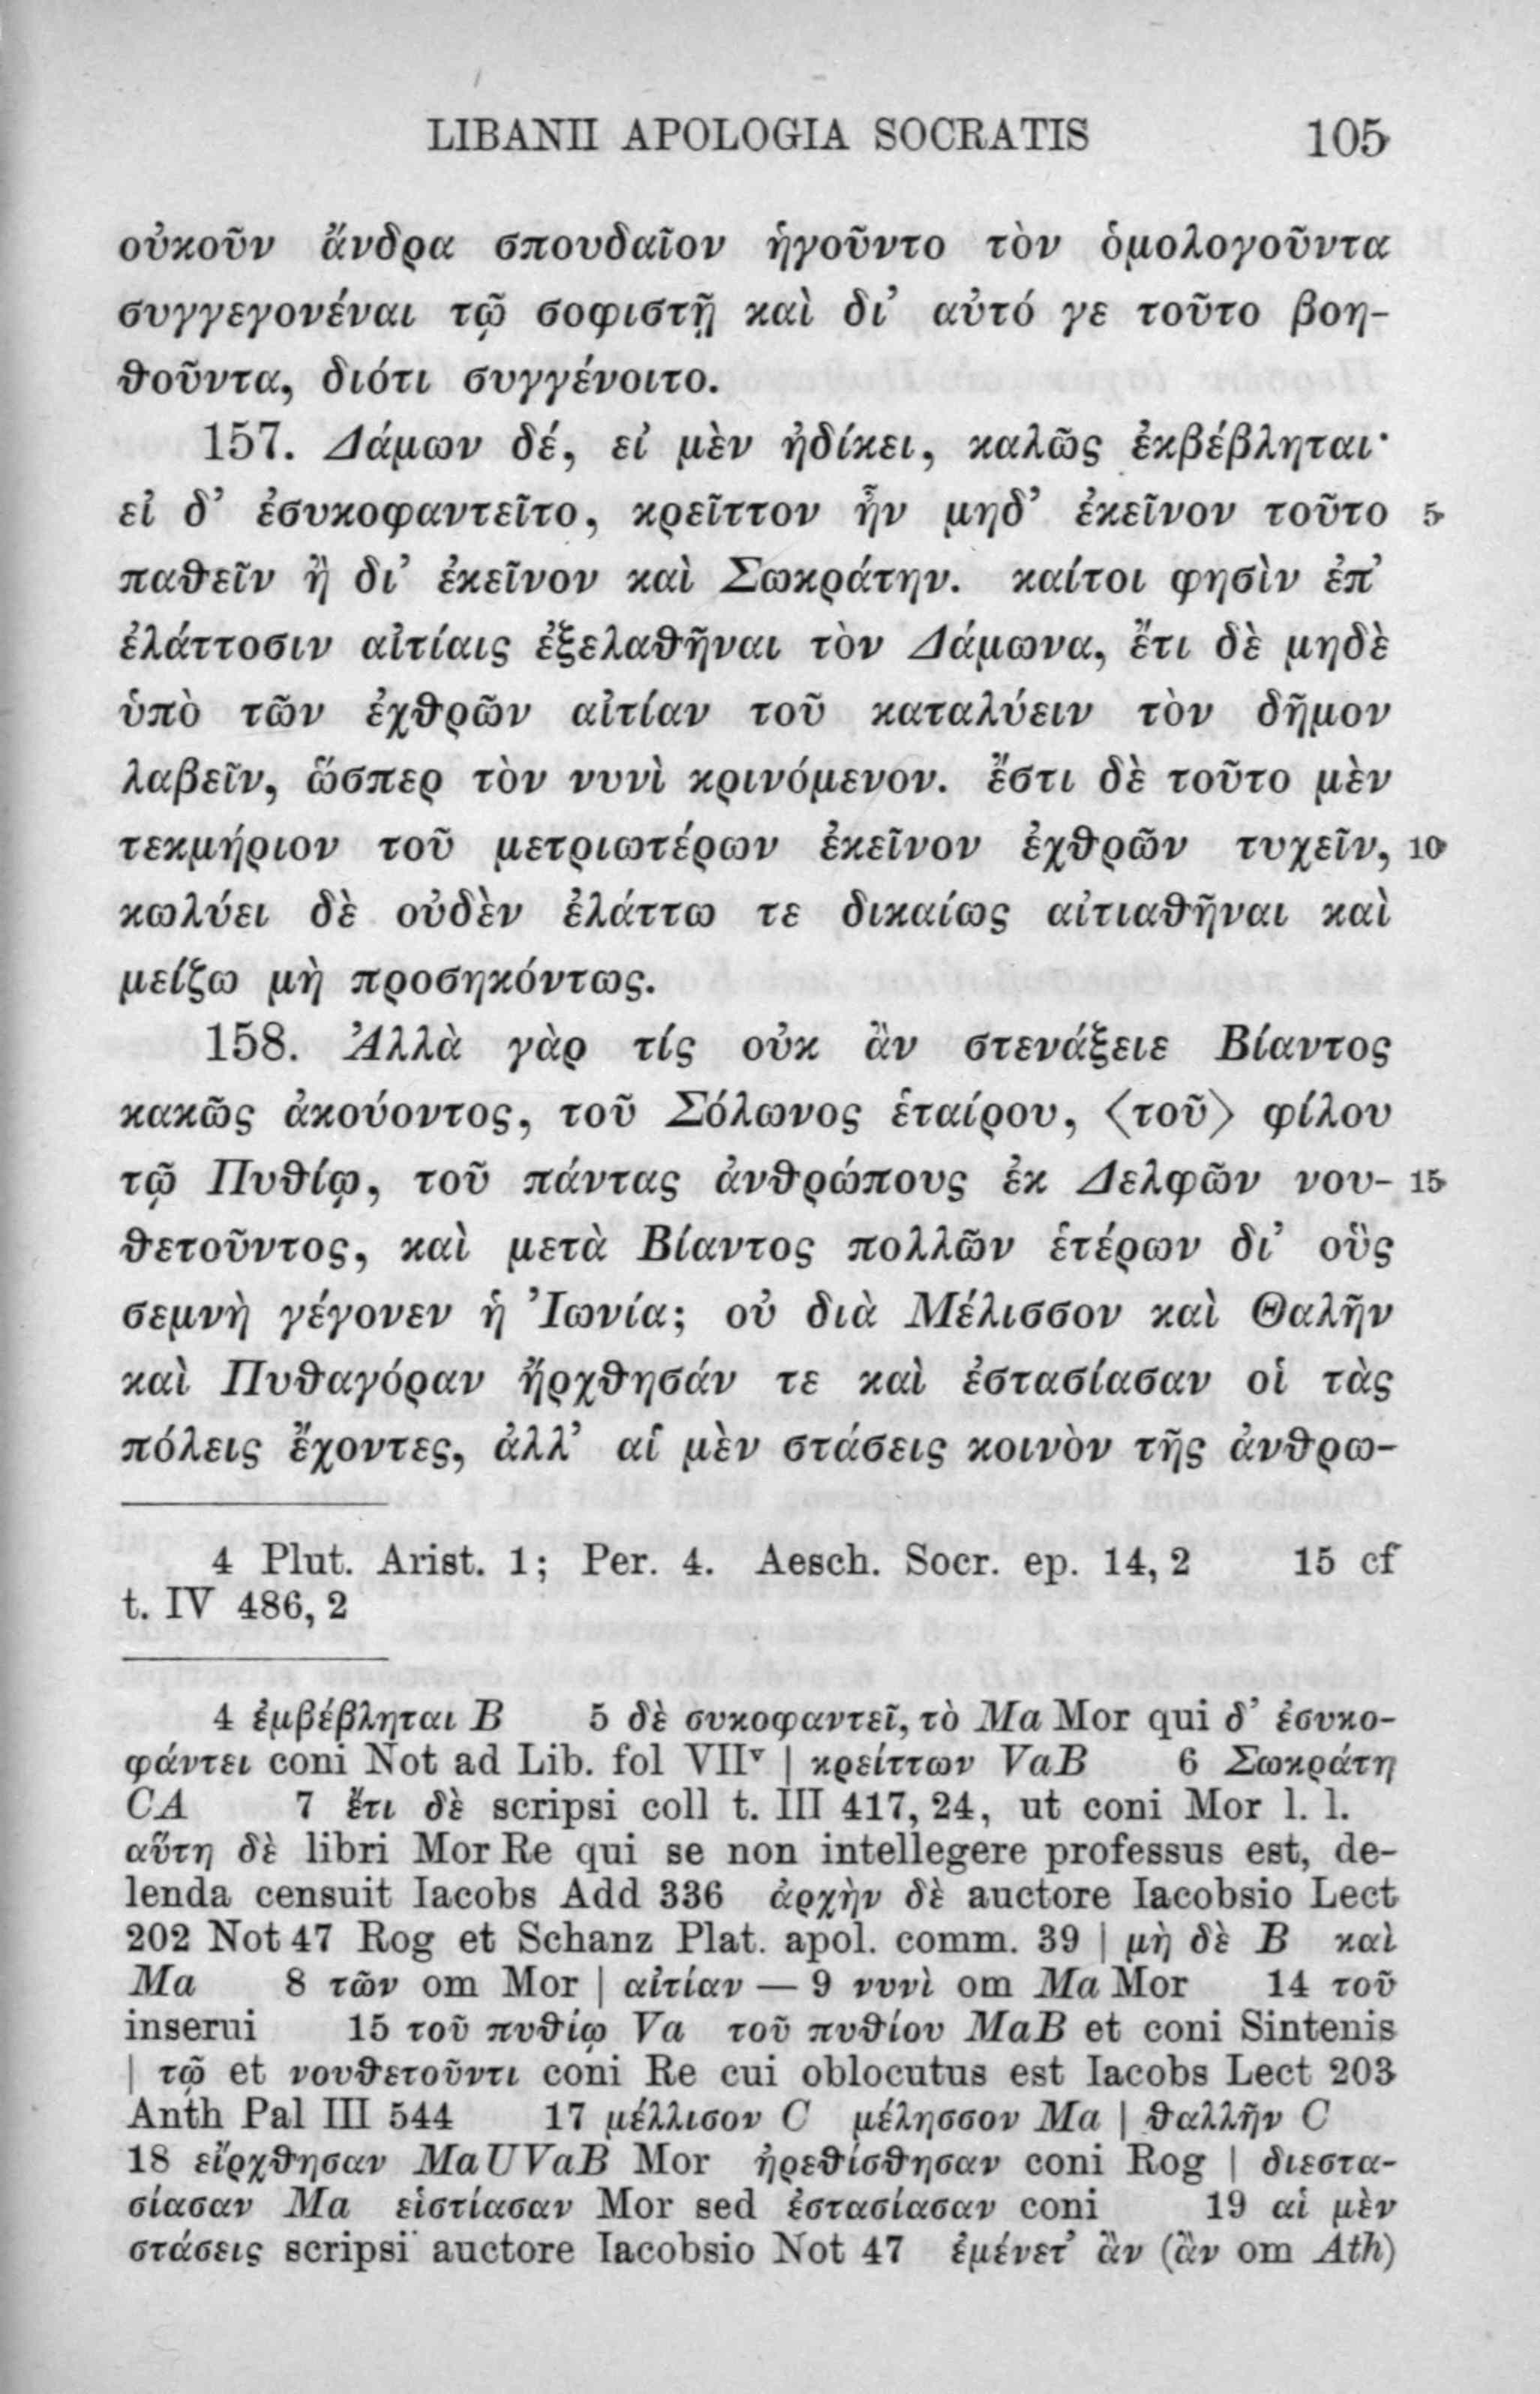 LIBANII APOLOGIA SOCRATIS 105
οὐκοῦν ἄνδρα σπουδαῖον ἡγοῦντο τὸν ὁμολογοῦντα
συγγεγονέναι τῷ σοφιστῇ καὶ δι’ αὐτό γε τοῦτο βοη-
θοῦντα, διότι συγγένοιτο.
157. Δάμων δέ, εἰ μὲν ἠδίκει, καλῶς ἐκβέβληται·
εἰ δ’ ἐσυκοφαντεῖτο, κρεῖττον ἦν μηδ’ ἐκεῖνον τοῦτο 5
παθεῖν ἢ δι’ ἐκεῖνον καὶ Σωκράτην. καίτοι φησὶν ἐπ’
ἐλάττοσιν αἰτίαις ἐξελαθῆναι τὸν Δάμωνα, ἔτι δὲ μηδὲ
ὑπὸ τῶν ἐχθρῶν αἰτίαν τοῦ καταλύειν τὸν δῆμον
λαβεῖν, ὥσπερ τὸν νυνὶ κρινόμενον. ἔστι δὲ τοῦτο μὲν
τεκμήριον τοῦ μετριωτέρων ἐκεῖνον ἐχθρῶν τυχεῖν, 10
κωλύει δὲ οὐδὲν ἐλάττω τε δικαίως αἰτιαθῆναι καὶ
μείζω μὴ προσηκόντως.
158. Ἀλλὰ γὰρ τίς οὐκ ἂν στενάξειε Βίαντος
κακῶς ἀκούοντος, τοῦ Σόλωνος ἑταίρου, ⟨τοῦ⟩ φίλου
τῷ Πυθίῳ, τοῦ πάντας ἀνθρώπους ἐκ Δελφῶν νου- 15
θετοῦντος, καὶ μετὰ Βίαντος πολλῶν ἑτέρων δι’ οὓς
σεμνὴ γέγονεν ἡ Ἰωνία; οὐ διὰ Μέλισσον καὶ Θαλῆν
καὶ Πυθαγόραν ἤρχθησάν τε καὶ ἐστασίασαν οἱ τὰς
πόλεις ἔχοντες, ἀλλ’ αἱ μὲν στάσεις κοινὸν τῆς ἀνθρω-
4 Plut. Arist. 1; Per. 4. Aesch. Socr. ep. 14, 2 15 cf
t. IV 486, 2
4 ἐμβέβληται B 5 δὲ συκοφαντεῖ, τὸ Ma Mor qui δ’ ἐσυκο-
φάντει coni Not ad Lib. fol VIIᵛ | κρείττων VaB 6 Σωκράτη
CA 7 ἔτι δὲ scripsi coll t. III 417, 24, ut coni Mor l. l.
αὕτη δὲ libri Mor Re qui se non intellegere professus est, de-
lenda censuit Iacobs Add 336 ἀρχὴν δὲ auctore Iacobsio Lect
202 Not 47 Rog et Schanz Plat. apol. comm. 39 | μὴ δὲ B καὶ
Ma 8 τῶν om Mor | αἰτίαν — 9 νυνὶ om Ma Mor 14 τοῦ
inserui 15 τοῦ πυθίῳ Va τοῦ πυθίου MaB et coni Sintenis
| τῷ et νουθετοῦντι coni Re cui oblocutus est Iacobs Lect 203
Anth Pal III 544 17 μέλλισον C μέλησσον Ma | θαλλῆν C
18 εἴρχθησαν MaUVaB Mor ἠρεθίσθησαν coni Rog | διεστα-
σίασαν Ma εἱστίασαν Mor sed ἐστασίασαν coni 19 αἱ μὲν
στάσεις scripsi auctore Iacobsio Not 47 ἐμένετ’ ἂν (ἂν om Ath)